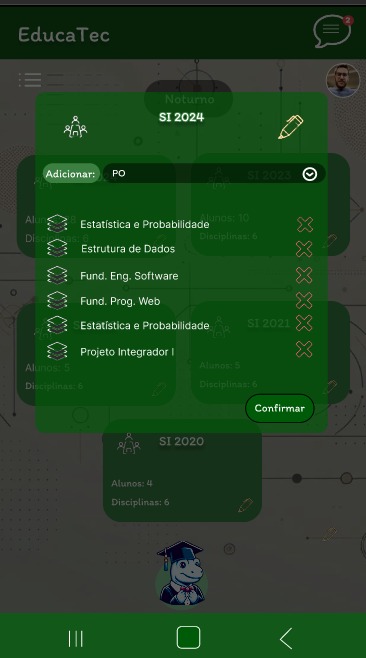 EducaTec
2
Noturno
SI 2024
SI 2023
Adicionar: PO
Alunos: 10
Disciplinas: 6
Estatística e Probabilidade
Estrutura de Dados
Fund. Eng. Software
Fund. Prog. Web
Estatística e Probabilidade
SI 2021
Projeto Integrador I
Alunos: 5
Alunos: 5
Disciplinas: 6
Disciplinas: 6
Confirmar
SI 2020
Alunos: 4
Disciplinas: 6